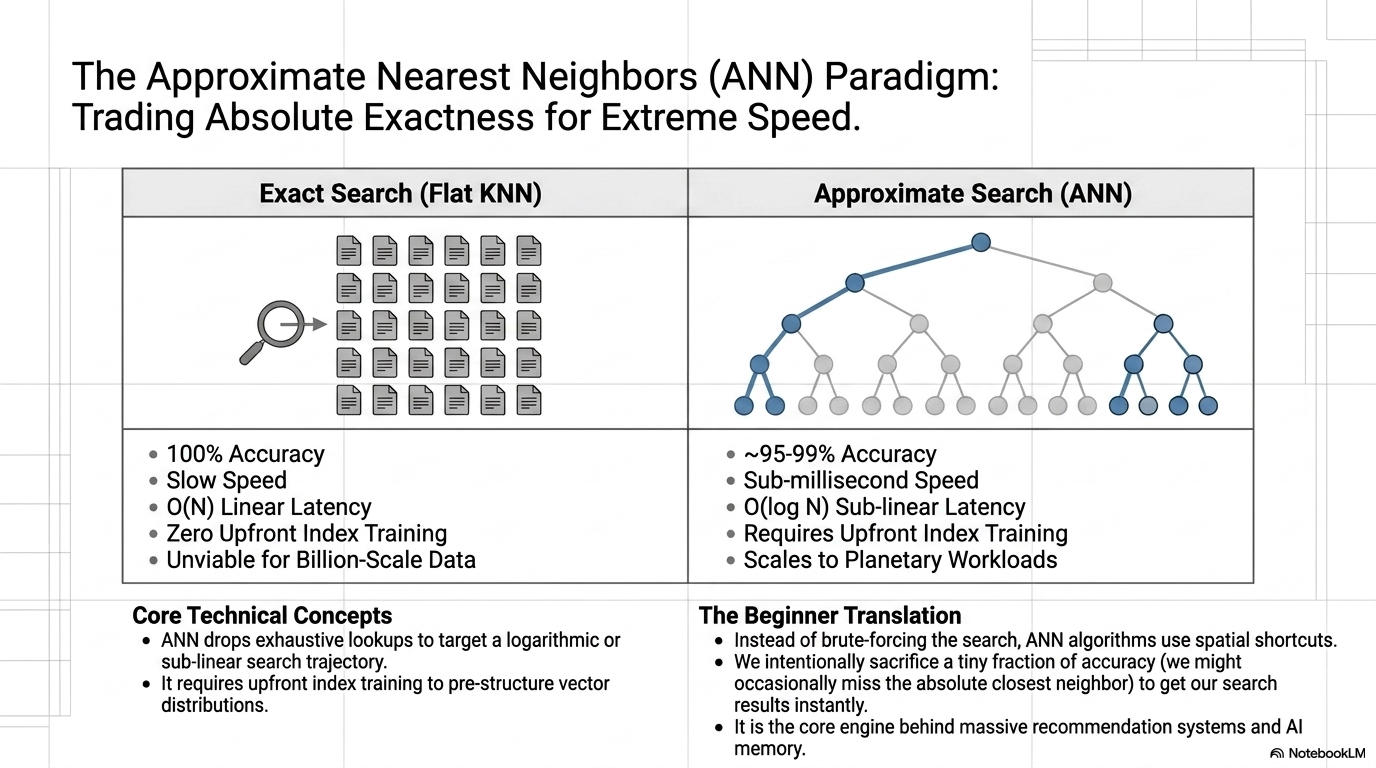 The Approximate Nearest Neighbors (ANN) Paradigm:
Trading Absolute Exactness for Extreme Speed.
Exact Search (Flat KNN)
• 100% Accuracy
• Slow Speed
• O(N) Linear Latency
• Zero Upfront Index Training
• Unviable for Billion-Scale Data
Approximate Search (ANN)
• ~95-99% Accuracy
• Sub-millisecond Speed
• O(log N) Sub-linear Latency
• Requires Upfront Index Training
• Scales to Planetary Workloads
Core Technical Concepts
• ANN drops exhaustive lookups to target a logarithmic or
sub-linear search trajectory.
• It requires upfront index training to pre-structure vector
distributions.
The Beginner Translation
• Instead of brute-forcing the search, ANN algorithms use spatial shortcuts.
• We intentionally sacrifice a tiny fraction of accuracy (we might
occasionally miss the absolute closest neighbor) to get our search
results instantly.
• It is the core engine behind massive recommendation systems and AI
memory.
NotebookLM